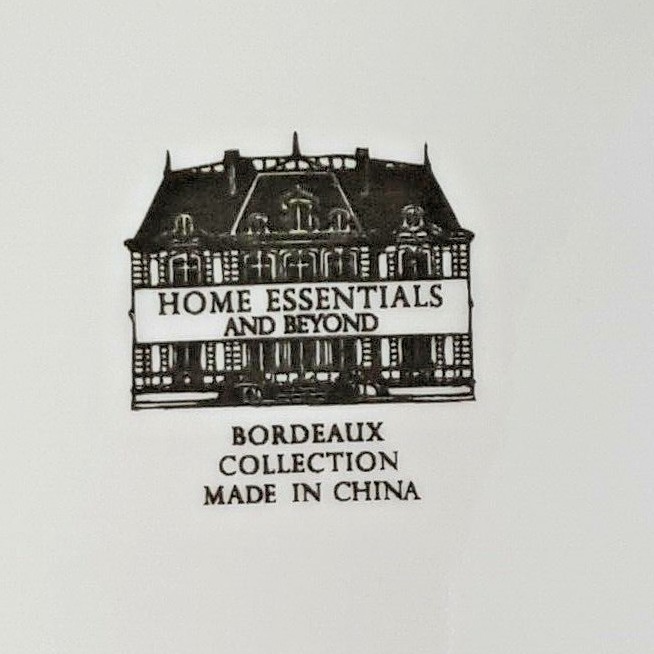 HOME ESSENTIALS
AND BEYOND
BORDEAUX
COLLECTION
MADE IN CHINA